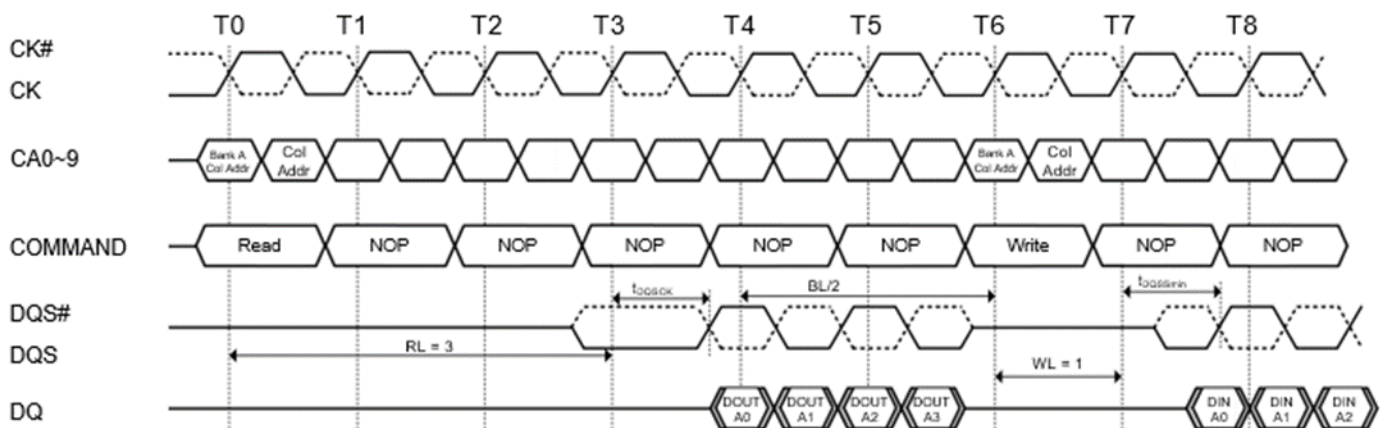 T0 T1 T2 T3 T4 T5 T6 T7 T8
CK#
CK
CA0~9
Bank A
Col Addr
Col
Addr
Bank A
Col Addr
Col
Addr
COMMAND
Read NOP NOP NOP NOP NOP Write NOP NOP
tDQSCK
BL/2
tDQSSmin
DQS#
DQS
RL = 3
WL = 1
DQ
DOUT
A0
DOUT
A1
DOUT
A2
DOUT
A3
DIN
A0
DIN
A1
DIN
A2